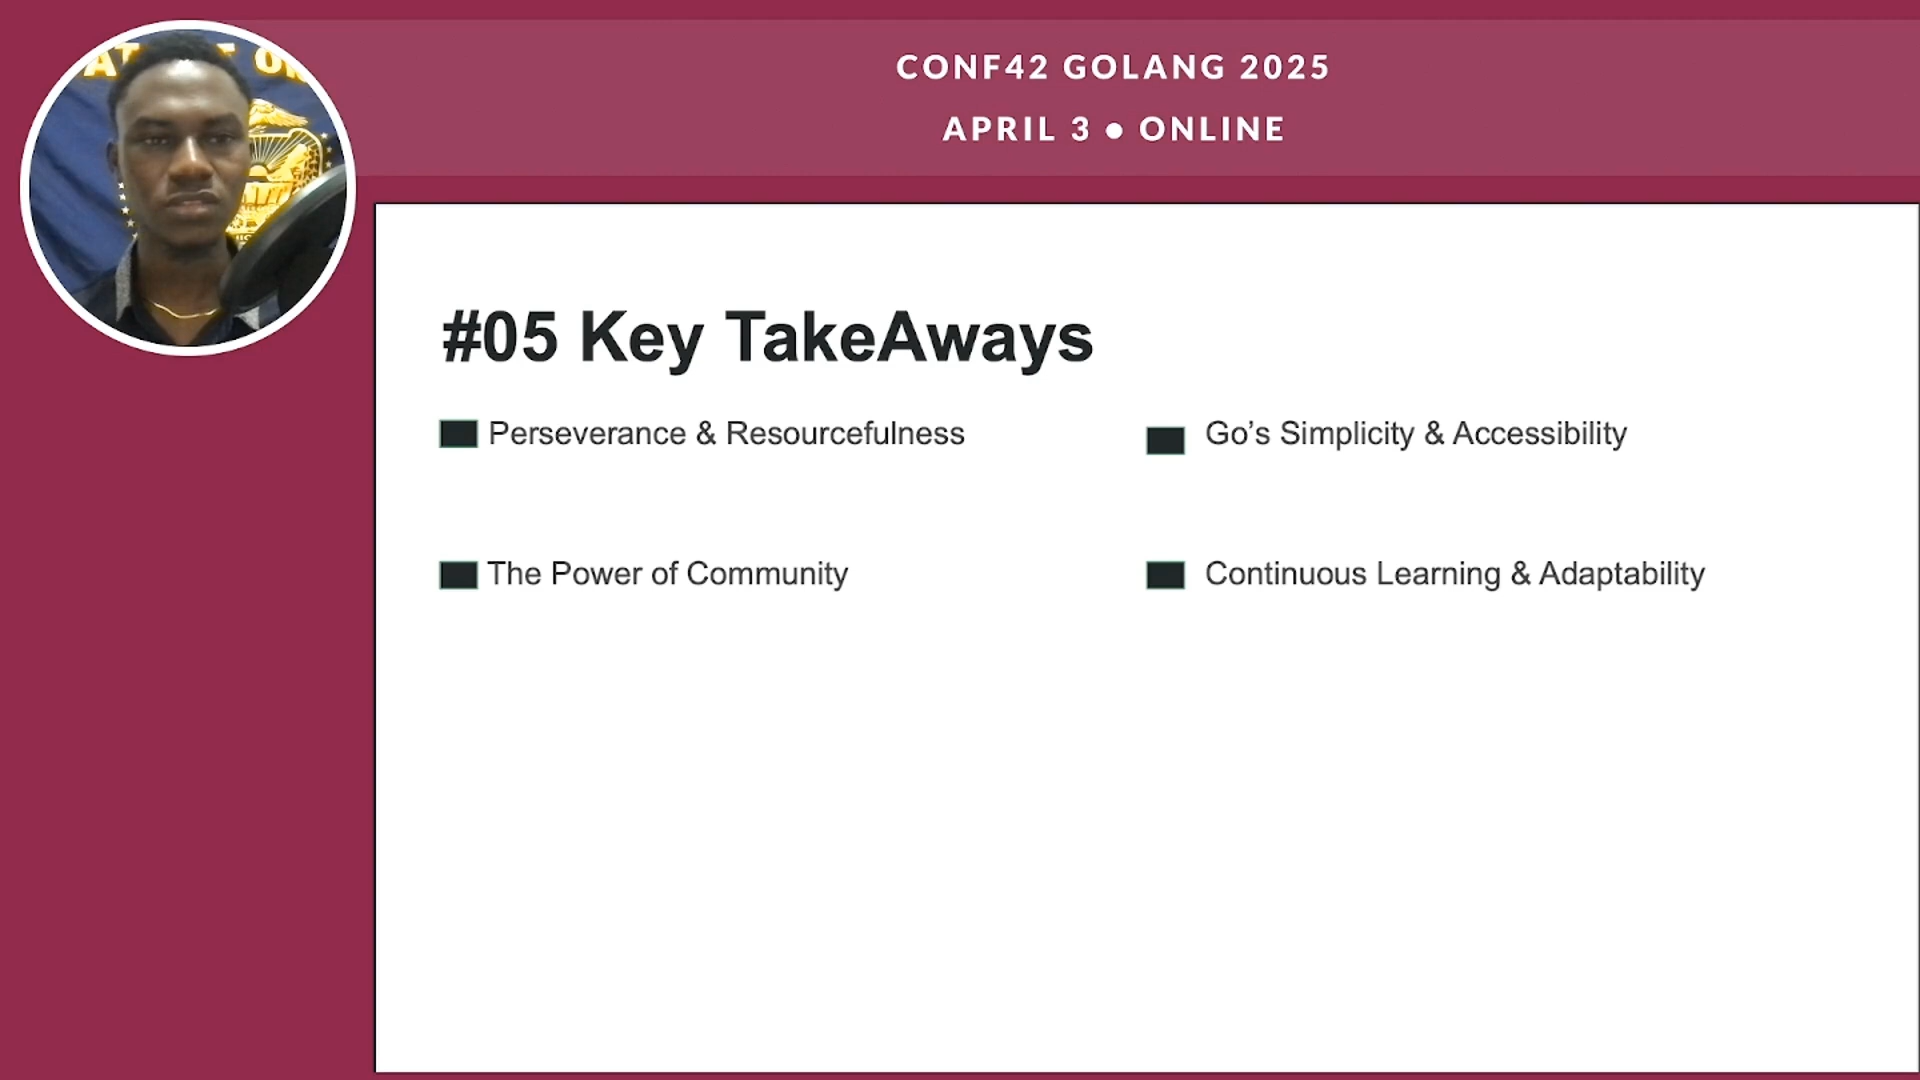 CONF42 GOLANG 2025
APRIL 3 ● ONLINE
#05 Key TakeAways
Perseverance & Resourcefulness
Go’s Simplicity & Accessibility
The Power of Community
Continuous Learning & Adaptability